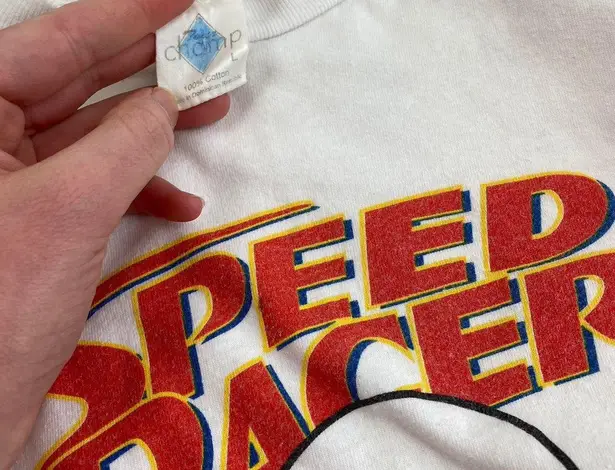 champ
L
100% Cotton
SPEED
RACER